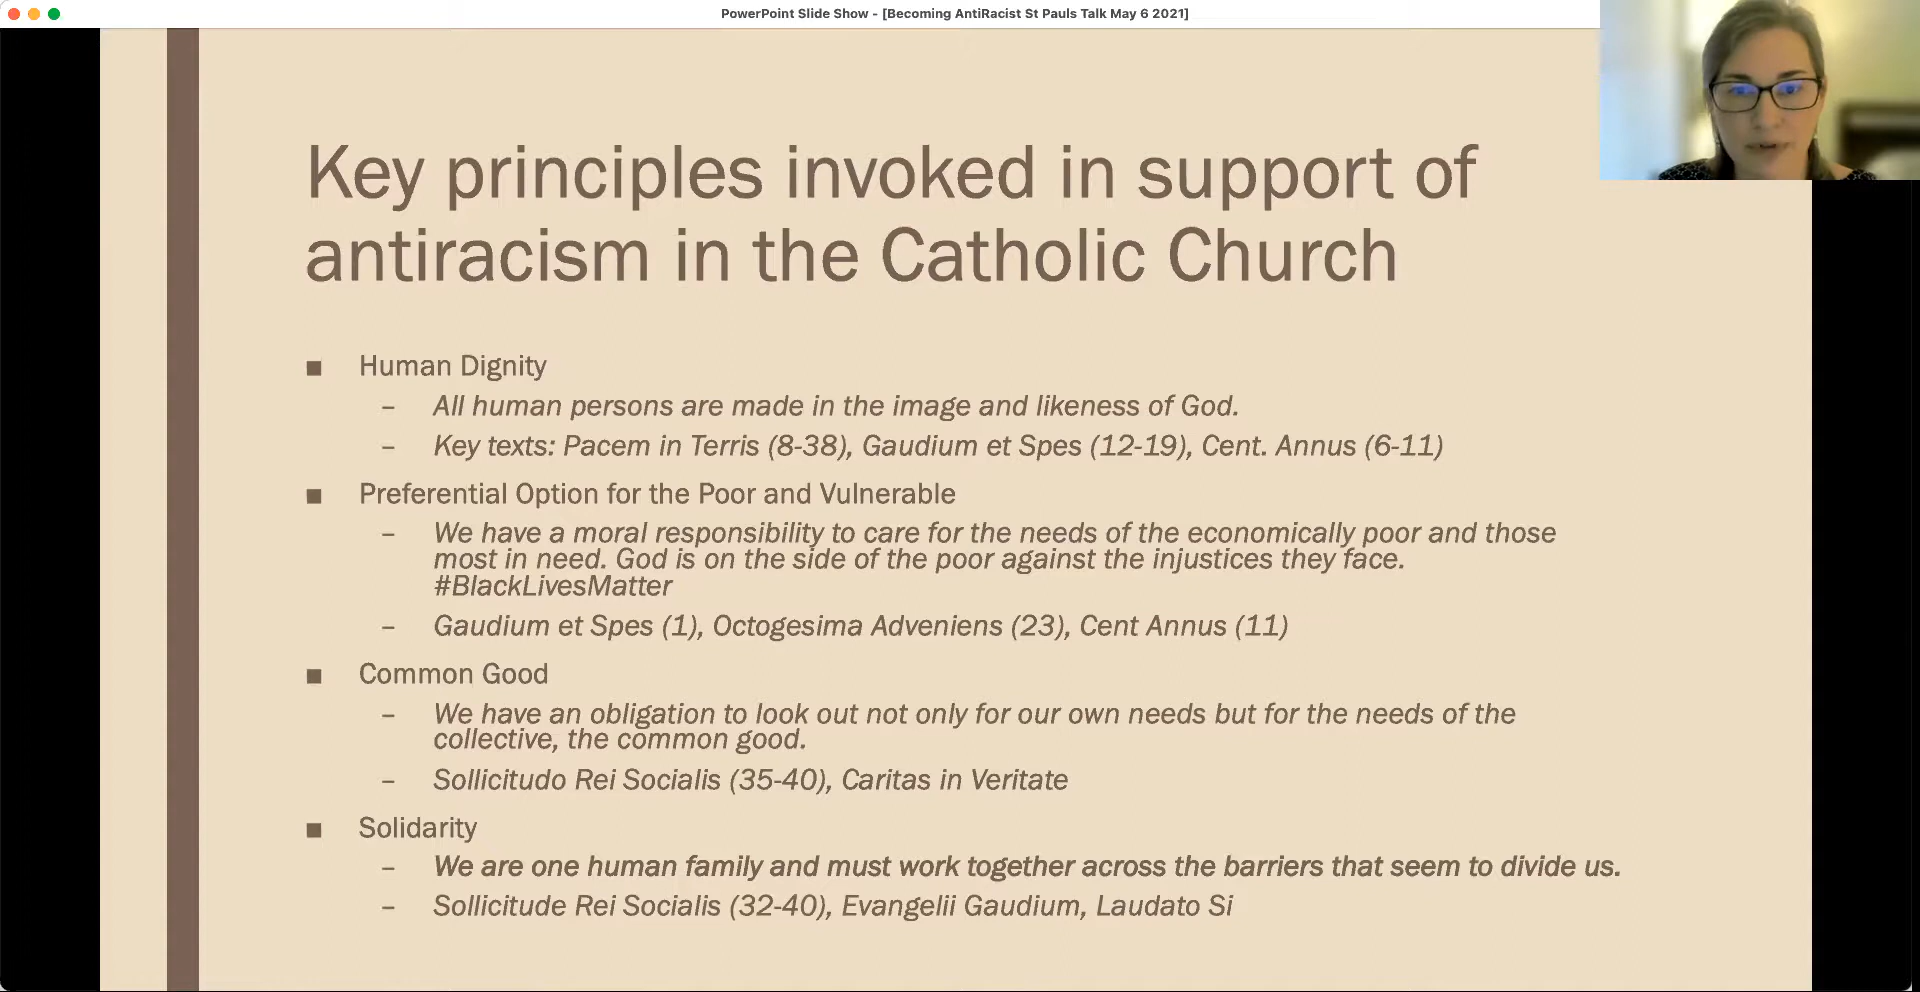 PowerPoint Slide Show - [Becoming AntiRacist St Pauls Talk May 6 2021]
Key principles invoked in support of
antiracism in the Catholic Church
■ Human Dignity
– All human persons are made in the image and likeness of God.
– Key texts: Pacem in Terris (8-38), Gaudium et Spes (12-19), Cent. Annus (6-11)
■ Preferential Option for the Poor and Vulnerable
– We have a moral responsibility to care for the needs of the economically poor and those
most in need. God is on the side of the poor against the injustices they face.
#BlackLivesMatter
– Gaudium et Spes (1), Octogesima Adveniens (23), Cent Annus (11)
■ Common Good
– We have an obligation to look out not only for our own needs but for the needs of the
collective, the common good.
– Sollicitudo Rei Socialis (35-40), Caritas in Veritate
■ Solidarity
– We are one human family and must work together across the barriers that seem to divide us.
– Sollicitude Rei Socialis (32-40), Evangelii Gaudium, Laudato Si